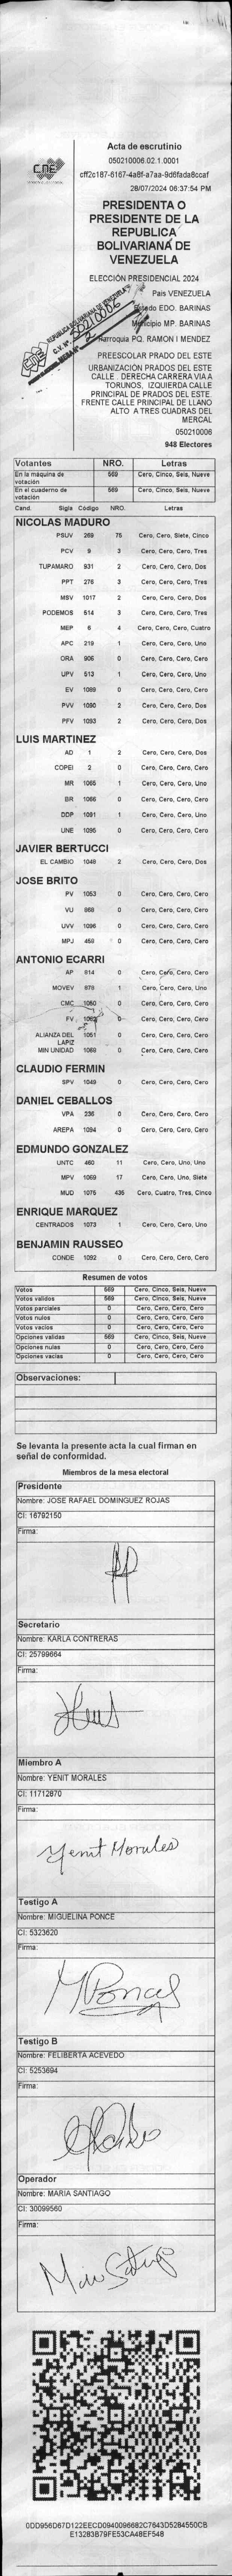 CNE
Acta de escrutinio
050210006.02.1.0001
cff2c187-6167-4a8f-a7aa-9d6fada8ccaf
28/07/2024 06:37:54 PM
PRESIDENTA O
PRESIDENTE DE LA
REPUBLICA
BOLIVARIANA DE
VENEZUELA
ELECCIÓN PRESIDENCIAL 2024
Pais VENEZUELA
Estado EDO. BARINAS
Municipio MP. BARINAS
Parroquia PQ. RAMON I MENDEZ
PREESCOLAR PRADO DEL ESTE
URBANIZACIÓN PRADOS DEL ESTE
CALLE DERECHA CARRERA VIA A
TORUNOS. IZQUIERDA CALLE
PRINCIPAL DE PRADOS DEL ESTE.
FRENTE CALLE PRINCIPAL DE LLANO
ALTO A TRES CUADRAS DEL
MERCAL
050210006
948 Electores
Votantes NRO. Letras
En la máquina de votación 569 Cero, Cinco, Seis, Nueve
En el cuaderno de votación 569 Cero, Cinco, Seis, Nueve
Cand. Sigla Código NRO. Letras
NICOLAS MADURO
PSUV 269 75 Cero, Cero, Siete, Cinco
PCV 9 3 Cero, Cero, Cero, Tres
TUPAMARO 931 2 Cero, Cero, Cero, Dos
PPT 276 3 Cero, Cero, Cero, Tres
MSV 1017 2 Cero, Cero, Cero, Dos
PODEMOS 514 3 Cero, Cero, Cero, Tres
MEP 6 4 Cero, Cero, Cero, Cuatro
APC 219 1 Cero, Cero, Cero, Uno
ORA 906 0 Cero, Cero, Cero, Cero
UPV 513 1 Cero, Cero, Cero, Uno
EV 1089 0 Cero, Cero, Cero, Cero
PVV 1090 2 Cero, Cero, Cero, Dos
PFV 1093 2 Cero, Cero, Cero, Dos
LUIS MARTINEZ
AD 1 2 Cero, Cero, Cero, Dos
COPEI 2 0 Cero, Cero, Cero, Cero
MR 1065 1 Cero, Cero, Cero, Uno
BR 1066 0 Cero, Cero, Cero, Cero
DDP 1091 1 Cero, Cero, Cero, Uno
UNE 1095 0 Cero, Cero, Cero, Cero
JAVIER BERTUCCI
EL CAMBIO 1048 2 Cero, Cero, Cero, Dos
JOSE BRITO
PV 1053 0 Cero, Cero, Cero, Cero
VU 968 0 Cero, Cero, Cero, Cero
UVV 1096 0 Cero, Cero, Cero, Cero
MPJ 459 0 Cero, Cero, Cero, Cero
ANTONIO ECARRI
AP 814 0 Cero, Cero, Cero, Cero
MOVEV 878 1 Cero, Cero, Cero, Uno
CMC 1050 0 Cero, Cero, Cero, Cero
FV 1062 0 Cero, Cero, Cero, Cero
ALIANZA DEL LAPIZ 1051 0 Cero, Cero, Cero, Cero
MIN UNIDAD 1069 0 Cero, Cero, Cero, Cero
CLAUDIO FERMIN
SPV 1049 0 Cero, Cero, Cero, Cero
DANIEL CEBALLOS
VPA 236 0 Cero, Cero, Cero, Cero
AREPA 1094 0 Cero, Cero, Cero, Cero
EDMUNDO GONZALEZ
UNTC 460 11 Cero, Cero, Uno, Uno
MPV 1069 17 Cero, Cero, Uno, Siete
MUD 1075 435 Cero, Cuatro, Tres, Cinco
ENRIQUE MARQUEZ
CENTRADOS 1073 1 Cero, Cero, Cero, Uno
BENJAMIN RAUSSEO
CONDE 1092 0 Cero, Cero, Cero, Cero
Resumen de votos
Votos 569 Cero, Cinco, Seis, Nueve
Votos validos 569 Cero, Cinco, Seis, Nueve
Votos parciales 0 Cero, Cero, Cero, Cero
Votos nulos 0 Cero, Cero, Cero, Cero
Votos vacios 0 Cero, Cero, Cero, Cero
Opciones validas 569 Cero, Cinco, Seis, Nueve
Opciones nulas 0 Cero, Cero, Cero, Cero
Opciones vacias 0 Cero, Cero, Cero, Cero
Observaciones:
Se levanta la presente acta la cual firman en
señal de conformidad.
Miembros de la mesa electoral
Presidente
Nombre: JOSE RAFAEL DOMINGUEZ ROJAS
CI: 16792150
Firma:
Secretario
Nombre: KARLA CONTRERAS
CI: 25799664
Firma:
Miembro A
Nombre: YENIT MORALES
CI: 11712870
Firma:
Yenit Morales
Testigo A
Nombre: MIGUELINA PONCE
CI: 5323620
Firma:
MPonce
Testigo B
Nombre: FELIBERTA ACEVEDO
CI: 5253694
Firma:
Operador
Nombre: MARIA SANTIAGO
CI: 30099560
Firma:
0DD956D67D122EECD0940096682C7643D5284550CB
E13283B79FE53CA48EF548